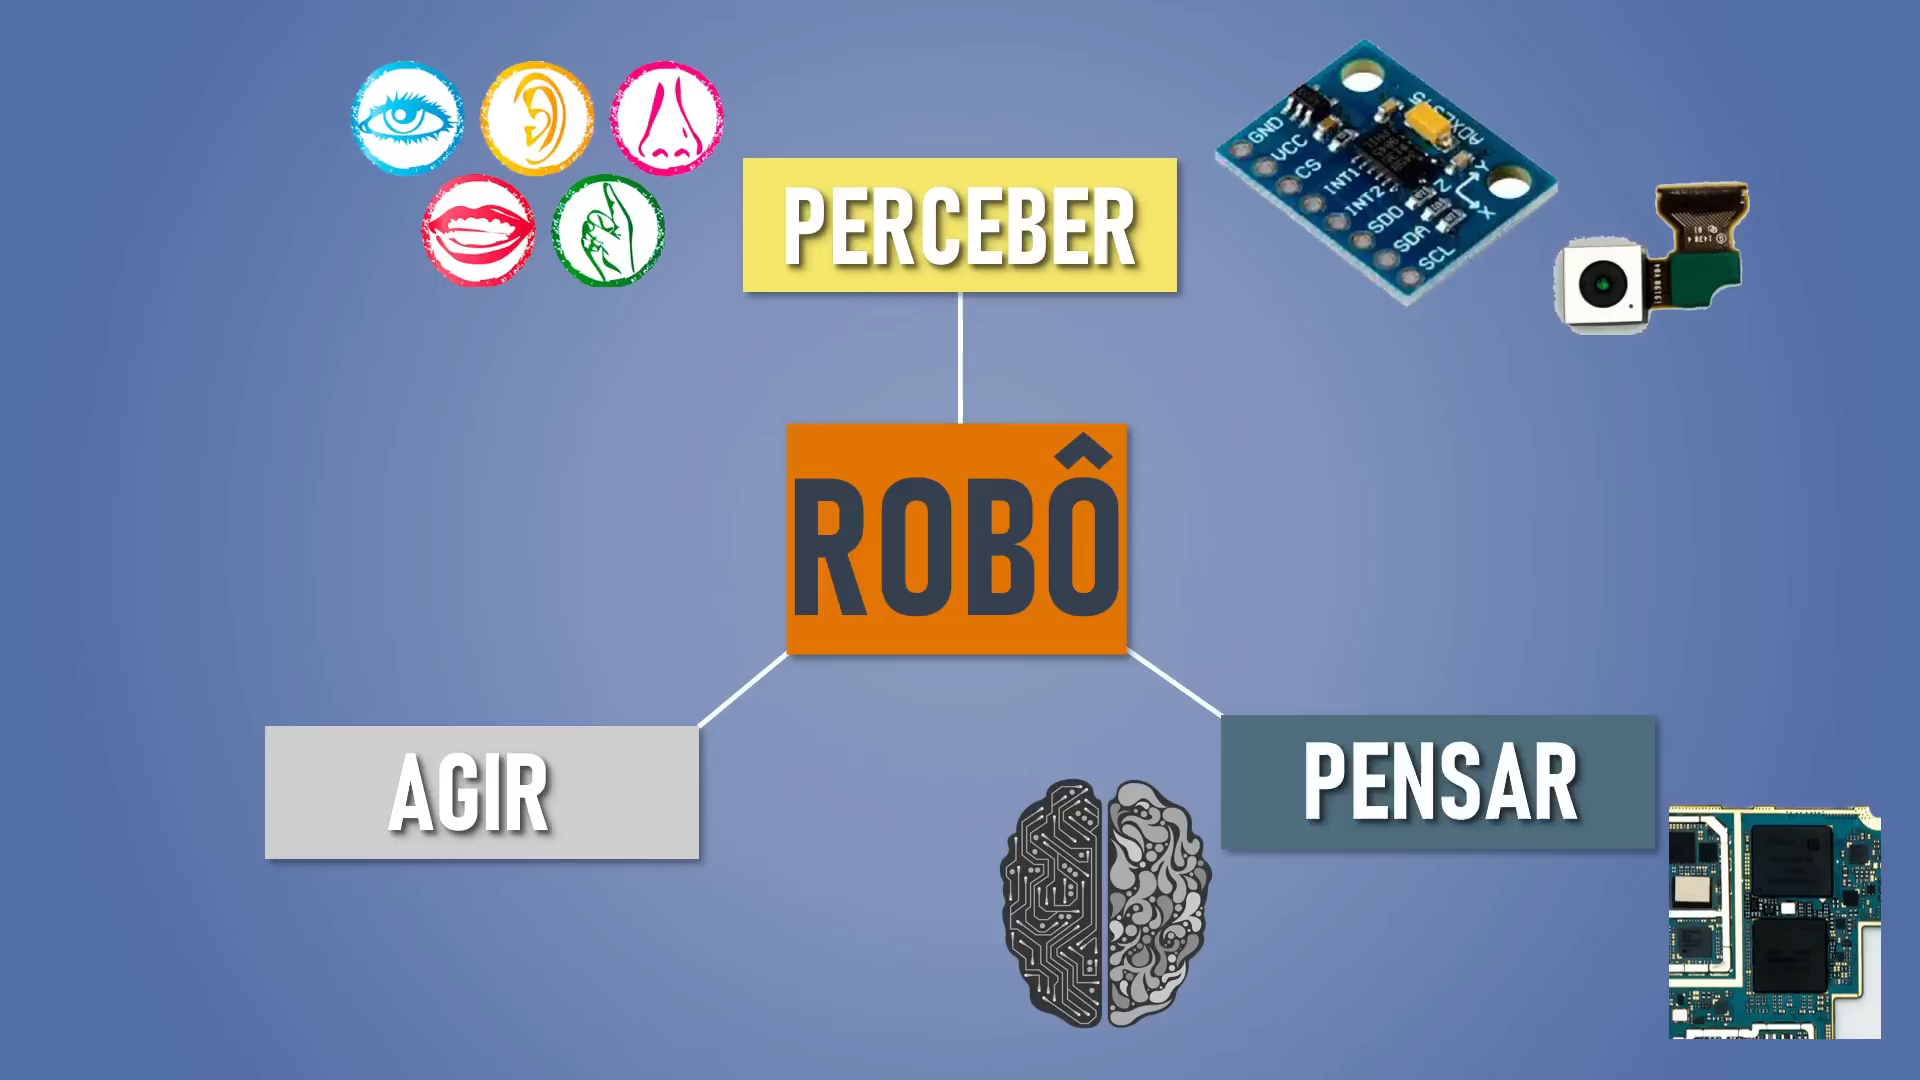 PERCEBER
GND
VCC
CS
INT1
INT2
SDO
SDA
SCL
ADXL345
Z
Y
X
ROBÔ
AGIR
PENSAR